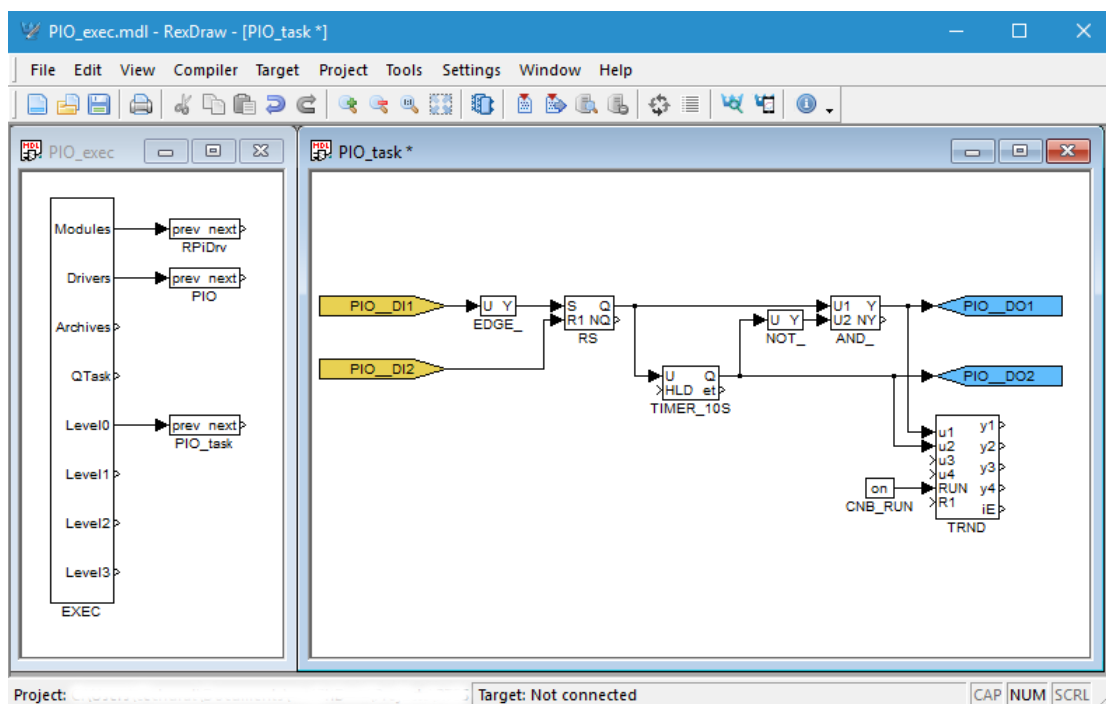 PIO_exec.mdl - RexDraw - [PIO_task *]
File Edit View Compiler Target Project Tools Settings Window Help
PIO_exec
Modules
prev next
RPiDrv
Drivers
prev next
PIO
Archives
QTask
Level0
prev next
PIO_task
Level1
Level2
Level3
EXEC
PIO_task *
PIO__DI1
U Y
EDGE_
S Q
R1 NQ
RS
U1 Y
U2 NY
AND_
PIO__DO1
U Y
NOT_
PIO__DI2
U Q
HLD et
TIMER_10S
PIO__DO2
on
CNB_RUN
u1 y1
u2 y2
u3 y3
u4
RUN y4
R1 iE
TRND
Project:
Target: Not connected
CAP NUM SCRL